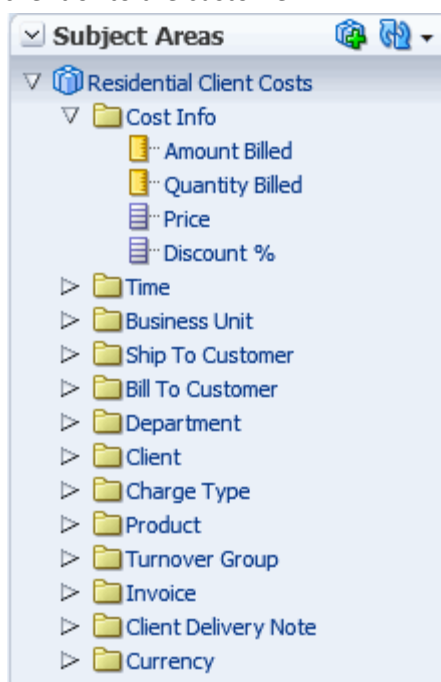 Subject Areas
Residential Client Costs
Cost Info
Amount Billed
Quantity Billed
Price
Discount %
Time
Business Unit
Ship To Customer
Bill To Customer
Department
Client
Charge Type
Product
Turnover Group
Invoice
Client Delivery Note
Currency